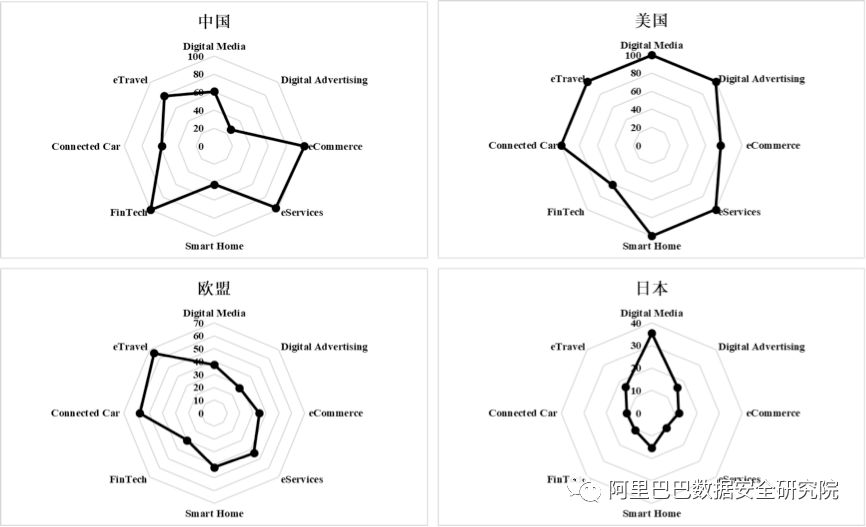 中国
Digital Media
100
eTravel
80
Digital Advertising
60
40
20
Connected Car
0
eCommerce
FinTech
eServices
Smart Home
美国
Digital Media
100
eTravel
80
Digital Advertising
60
40
20
Connected Car
0
eCommerce
FinTech
eServices
Smart Home
欧盟
Digital Media
70
60
eTravel
50
Digital Advertising
40
30
20
10
Connected Car
0
eCommerce
FinTech
eServices
Smart Home
日本
Digital Media
40
eTravel
30
Digital Advertising
20
10
Connected Car
0
eCommerce
eServices
Smart Home
阿里巴巴数据安全研究院